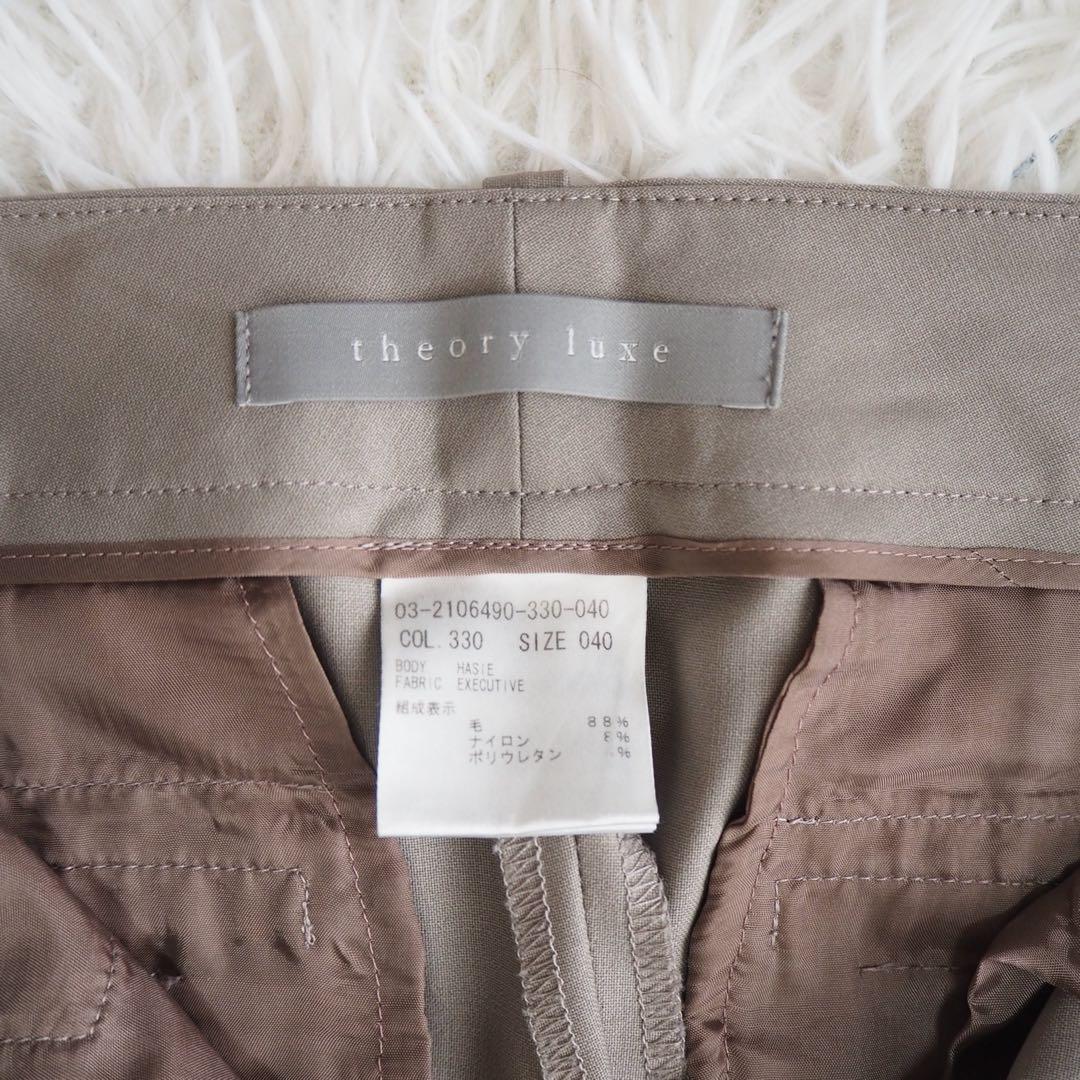 theory luxe
03-2106490-330-040
COL. 330 SIZE 040
BODY HASIE
FABRIC EXECUTIVE
組成表示
毛 88%
ナイロン 8%
ポリウレタン %